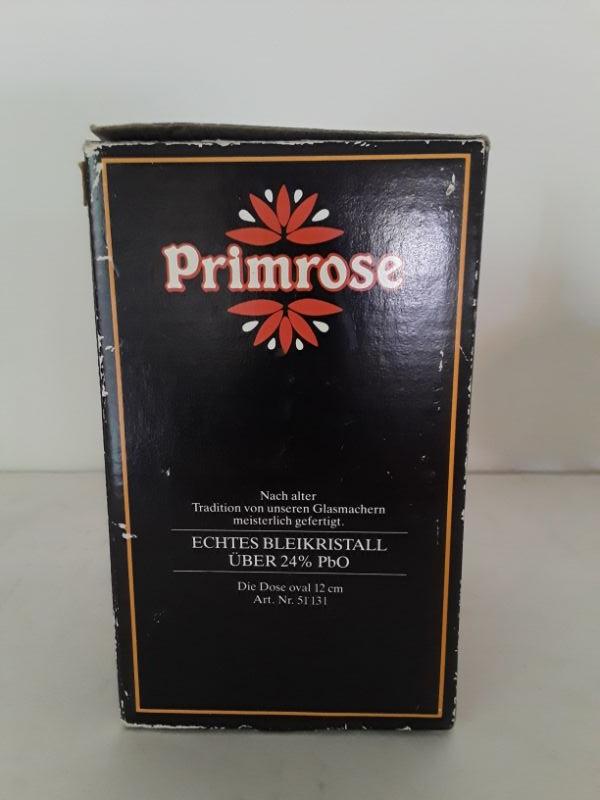 Primrose
Nach alter
Tradition von unseren Glasmachern
meisterlich gefertigt.
ECHTES BLEIKRISTALL
ÜBER 24% PbO
Die Dose oval 12 cm
Art. Nr. 51131